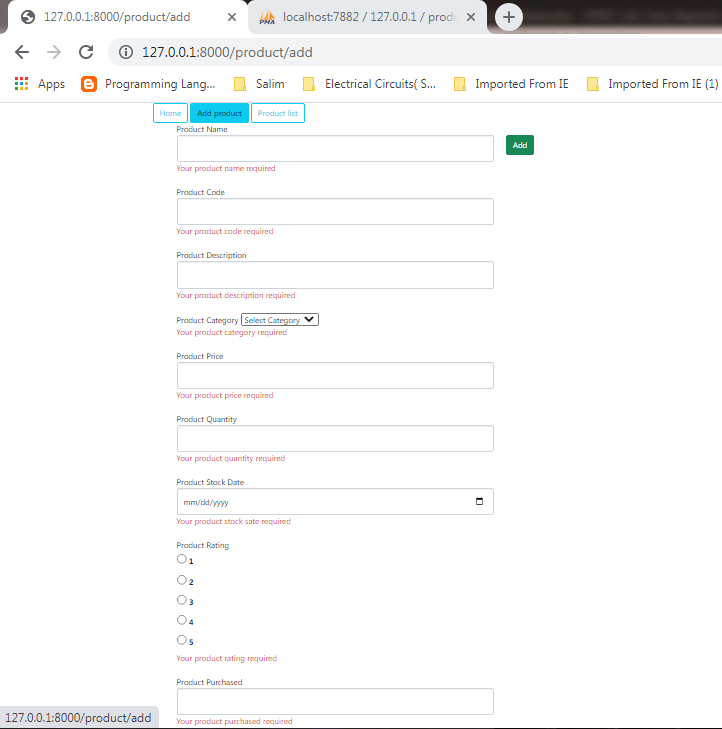 127.0.0.1:8000/product/add
PMA localhost:7882 / 127.0.0.1 / produ
127.0.0.1:8000/product/add
Apps Programming Lang... Salim Electrical Circuits( S... Imported From IE Imported From IE (1)
Home Add product Product list
Product Name
Add
Your product name required
Product Code
Your product code required
Product Description
Your product description required
Product Category Select Category
Your product category required
Product Price
Your product price required
Product Quantity
Your product quantity required
Product Stock Date
mm/dd/yyyy
Your product stock sate required
Product Rating
1
2
3
4
5
Your product rating required
Product Purchased
Your product purchased required
127.0.0.1:8000/product/add